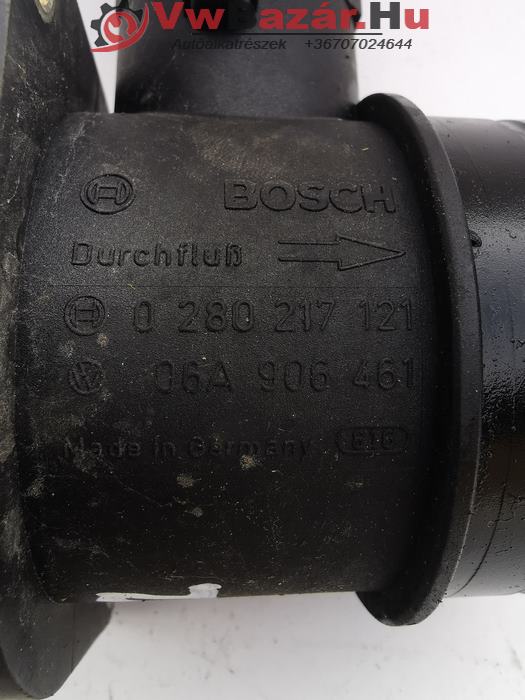 VwBazár.Hu
Autóalkatrészek +36707024644
BOSCH
Durchfluß
0 280 217 121
06A 906 461
Made in Germany